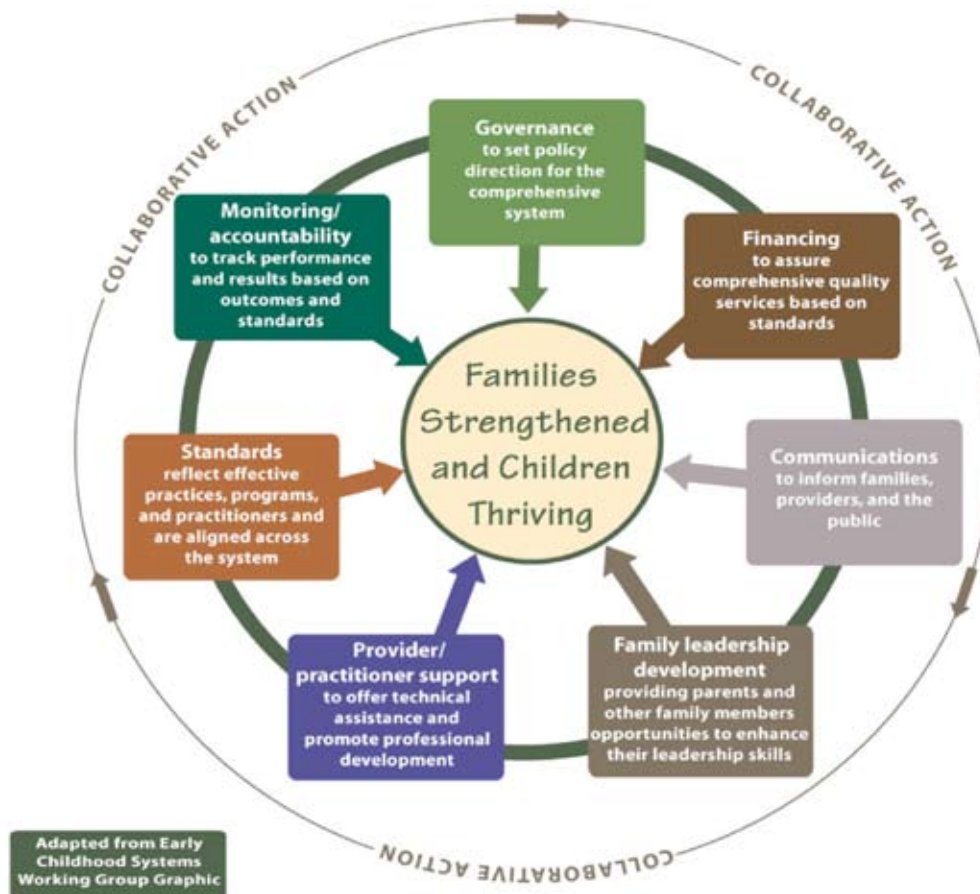 COLLABORATIVE ACTION
COLLABORATIVE ACTION
Governance
to set policy
direction for the
comprehensive
system
Monitoring/
accountability
to track performance
and results based on
outcomes and
standards
Financing
to assure
comprehensive quality
services based on
standards
Families
Strengthened
and Children
Thriving
Standards
reflect effective
practices, programs,
and practitioners and
are aligned across
the system
Communications
to inform families,
providers, and the
public
Provider/
practitioner support
to offer technical
assistance and
promote professional
development
Family leadership
development
providing parents and
other family members
opportunities to enhance
their leadership skills
COLLABORATIVE ACTION
Adapted from Early
Childhood Systems
Working Group Graphic